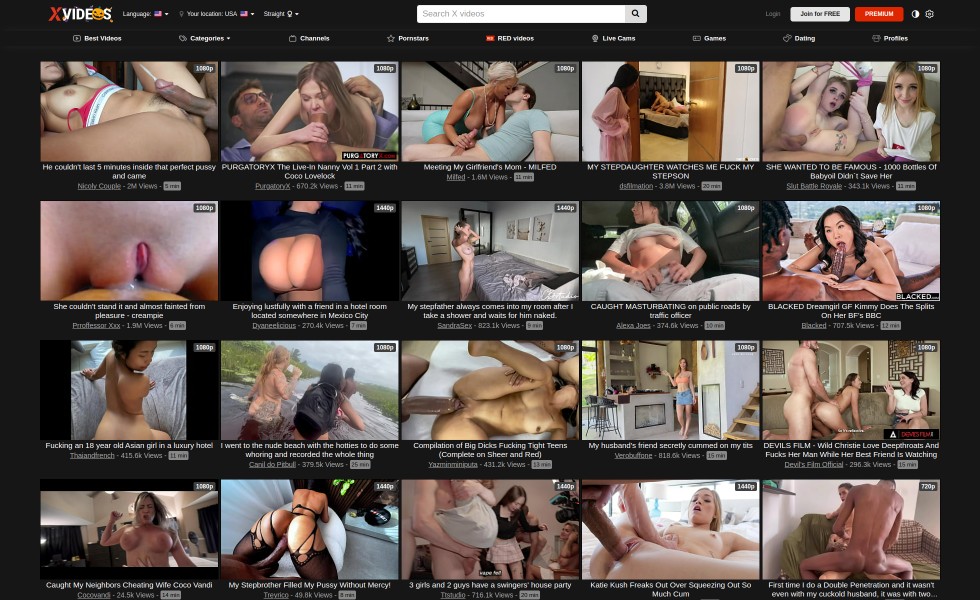 XVIDEOS
Language:
Your location: USA
Straight
Search X videos
Login
Join for FREE
PREMIUM
Best Videos
Categories
Channels
Pornstars
RED videos
Live Cams
Games
Dating
Profiles
1080p
1080p
1080p
1080p
1080p
He couldn't last 5 minutes inside that perfect pussy
and came
Nicoly Couple - 2M Views - 5 min
PURGATORYX The Live-In Nanny Vol 1 Part 2 with
Coco Lovelock
PurgatoryX - 670.2k Views - 11 min
Meeting My Girlfriend's Mom - MILFED
Milfed - 1.6M Views - 11 min
MY STEPDAUGHTER WATCHES ME FUCK MY
STEPSON
dsfilmation - 3.8M Views - 20 min
SHE WANTED TO BE FAMOUS - 1000 Bottles Of
Babyoil Didn´t Save Her
Slut Battle Royale - 343.1k Views - 11 min
1080p
1440p
1440p
1080p
1080p
BLACKED
She couldn't stand it and almost fainted from
pleasure - creampie
Prroffessor Xxx - 1.9M Views - 6 min
Enjoying lustfully with a friend in a hotel room
located somewhere in Mexico City
Dyaneelicious - 270.4k Views - 7 min
My stepfather always comes into my room after I
take a shower and waits for him naked.
SandraSex - 823.1k Views - 9 min
CAUGHT MASTURBATING on public roads by
traffic officer
Alexa Joes - 374.6k Views - 10 min
BLACKED Dreamgirl GF Kimmy Does The Splits
On Her BF's BBC
Blacked - 707.5k Views - 12 min
1080p
1080p
1080p
1080p
1080p
Fucking an 18 year old Asian girl in a luxury hotel
Thaiandfrench - 415.6k Views - 11 min
I went to the nude beach with the hotties to do some
whoring and recorded the whole thing
Canil do Pitbull - 379.5k Views - 25 min
Compilation of Big Dicks Fucking Tight Teens
(Complete on Sheer and Red)
Yazminminiputa - 431.2k Views - 13 min
My husband's friend secretly cummed on my tits
Verobuffone - 818.6k Views - 15 min
DEVILS FILM - Wild Christie Love Deepthroats And
Fucks Her Man While Her Best Friend Is Watching
Devil's Film Official - 296.3k Views - 15 min
1080p
1440p
1440p
1440p
720p
vape fell
Caught My Neighbors Cheating Wife Coco Vandi
Cocovandi - 24.5k Views - 14 min
My Stepbrother Filled My Pussy Without Mercy!
Treyrico - 49.8k Views - 8 min
3 girls and 2 guys have a swingers' house party
Ttstudio - 716.1k Views - 20 min
Katie Kush Freaks Out Over Squeezing Out So
Much Cum
First time I do a Double Penetration and it wasn't
even with my cuckold husband, it was with two...